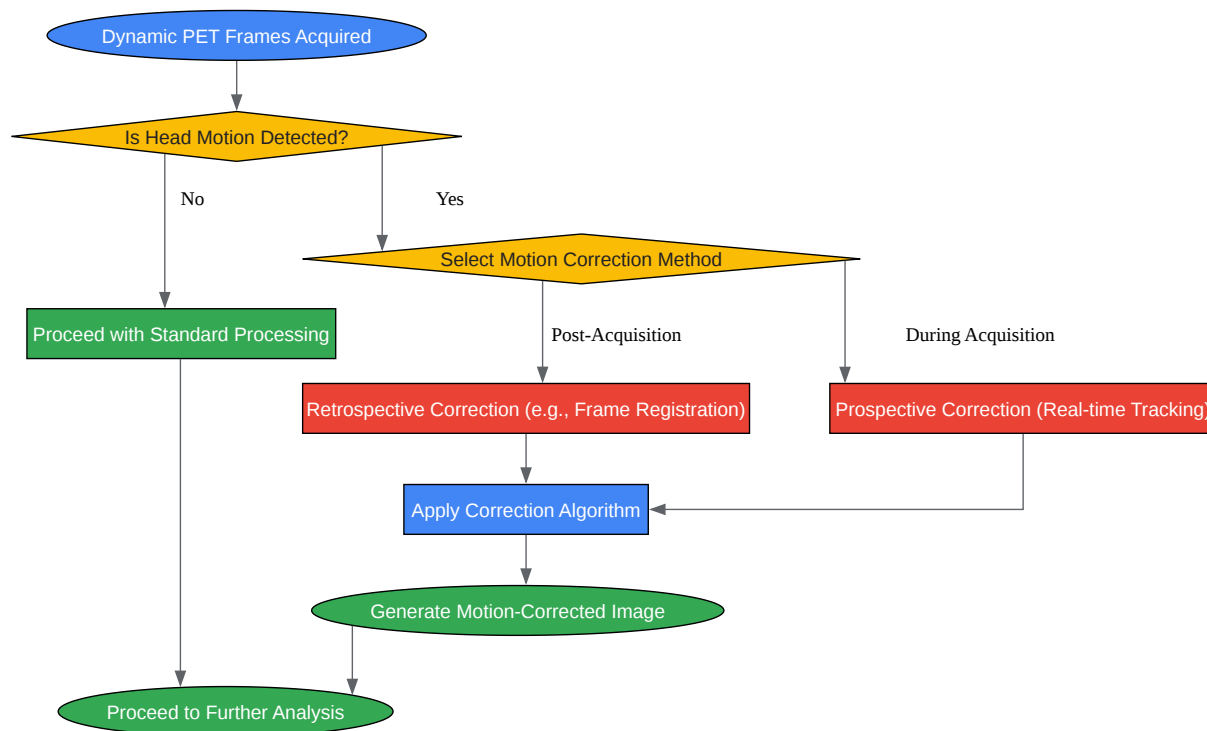 Dynamic PET Frames Acquired
Is Head Motion Detected?
No
Yes
Select Motion Correction Method
Proceed with Standard Processing
Post-Acquisition
During Acquisition
Retrospective Correction (e.g., Frame Registration)
Prospective Correction (Real-time Tracking)
Apply Correction Algorithm
Generate Motion-Corrected Image
Proceed to Further Analysis